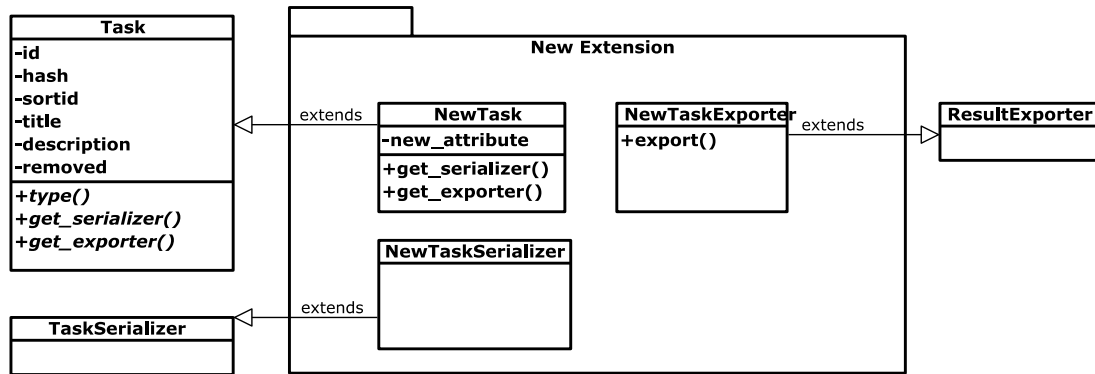 Task
-id
-hash
-sortid
-title
-description
-removed
+type()
+get_serializer()
+get_exporter()
New Extension
extends
NewTask
-new_attribute
+get_serializer()
+get_exporter()
NewTaskExporter
+export()
extends
ResultExporter
NewTaskSerializer
extends
TaskSerializer